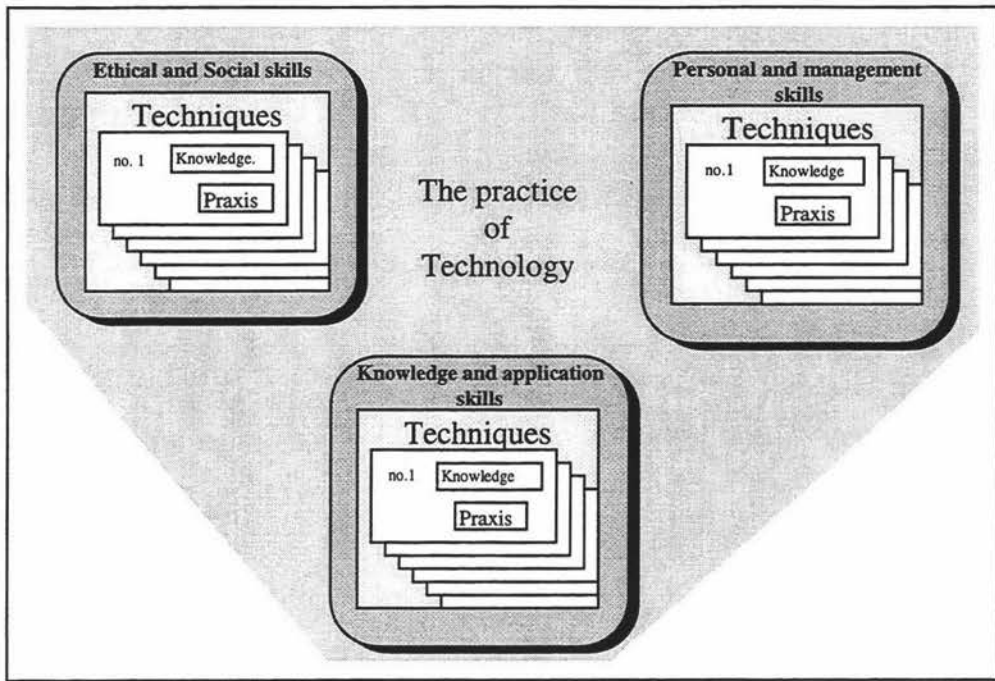 Ethical and Social skills
Techniques
no. 1
Knowledge.
Praxis
The practice
of
Technology
Personal and management
skills
Techniques
no.1
Knowledge
Praxis
Knowledge and application
skills
Techniques
no.1
Knowledge
Praxis